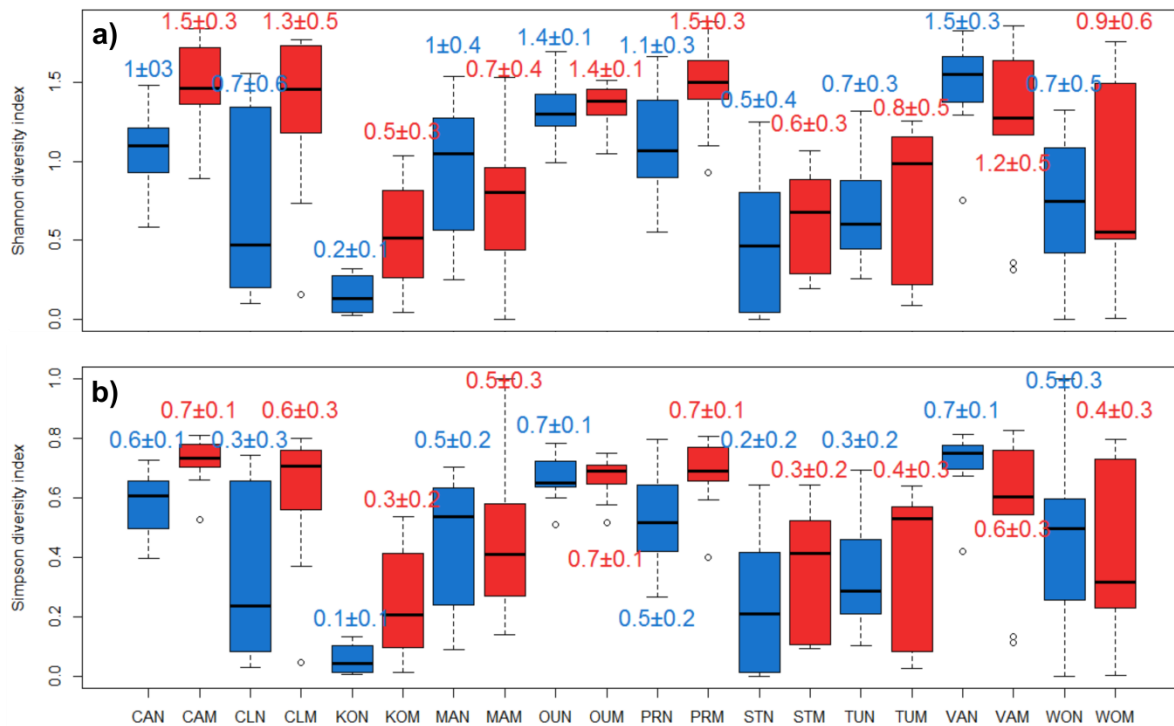 a)
Shannon diversity index
0.0 0.5 1.0 1.5
1±03 1.5±0.3 0.7±0.6 1.3±0.5 0.2±0.1 0.5±0.3 1±0.4 0.7±0.4 1.4±0.1 1.4±0.1 1.1±0.3 1.5±0.3 0.5±0.4 0.6±0.3 0.7±0.3 0.8±0.5 1.5±0.3 1.2±0.5 0.7±0.5 0.9±0.6
b)
Simpson diversity index
0.0 0.2 0.4 0.6 0.8 1.0
0.6±0.1 0.7±0.1 0.3±0.3 0.6±0.3 0.1±0.1 0.3±0.2 0.5±0.2 0.5±0.3 0.7±0.1 0.7±0.1 0.5±0.2 0.7±0.1 0.2±0.2 0.3±0.2 0.3±0.2 0.4±0.3 0.7±0.1 0.6±0.3 0.5±0.3 0.4±0.3
CAN CAM CLN CLM KON KOM MAN MAM OUN OUM PRN PRM STN STM TUN TUM VAN VAM WON WOM